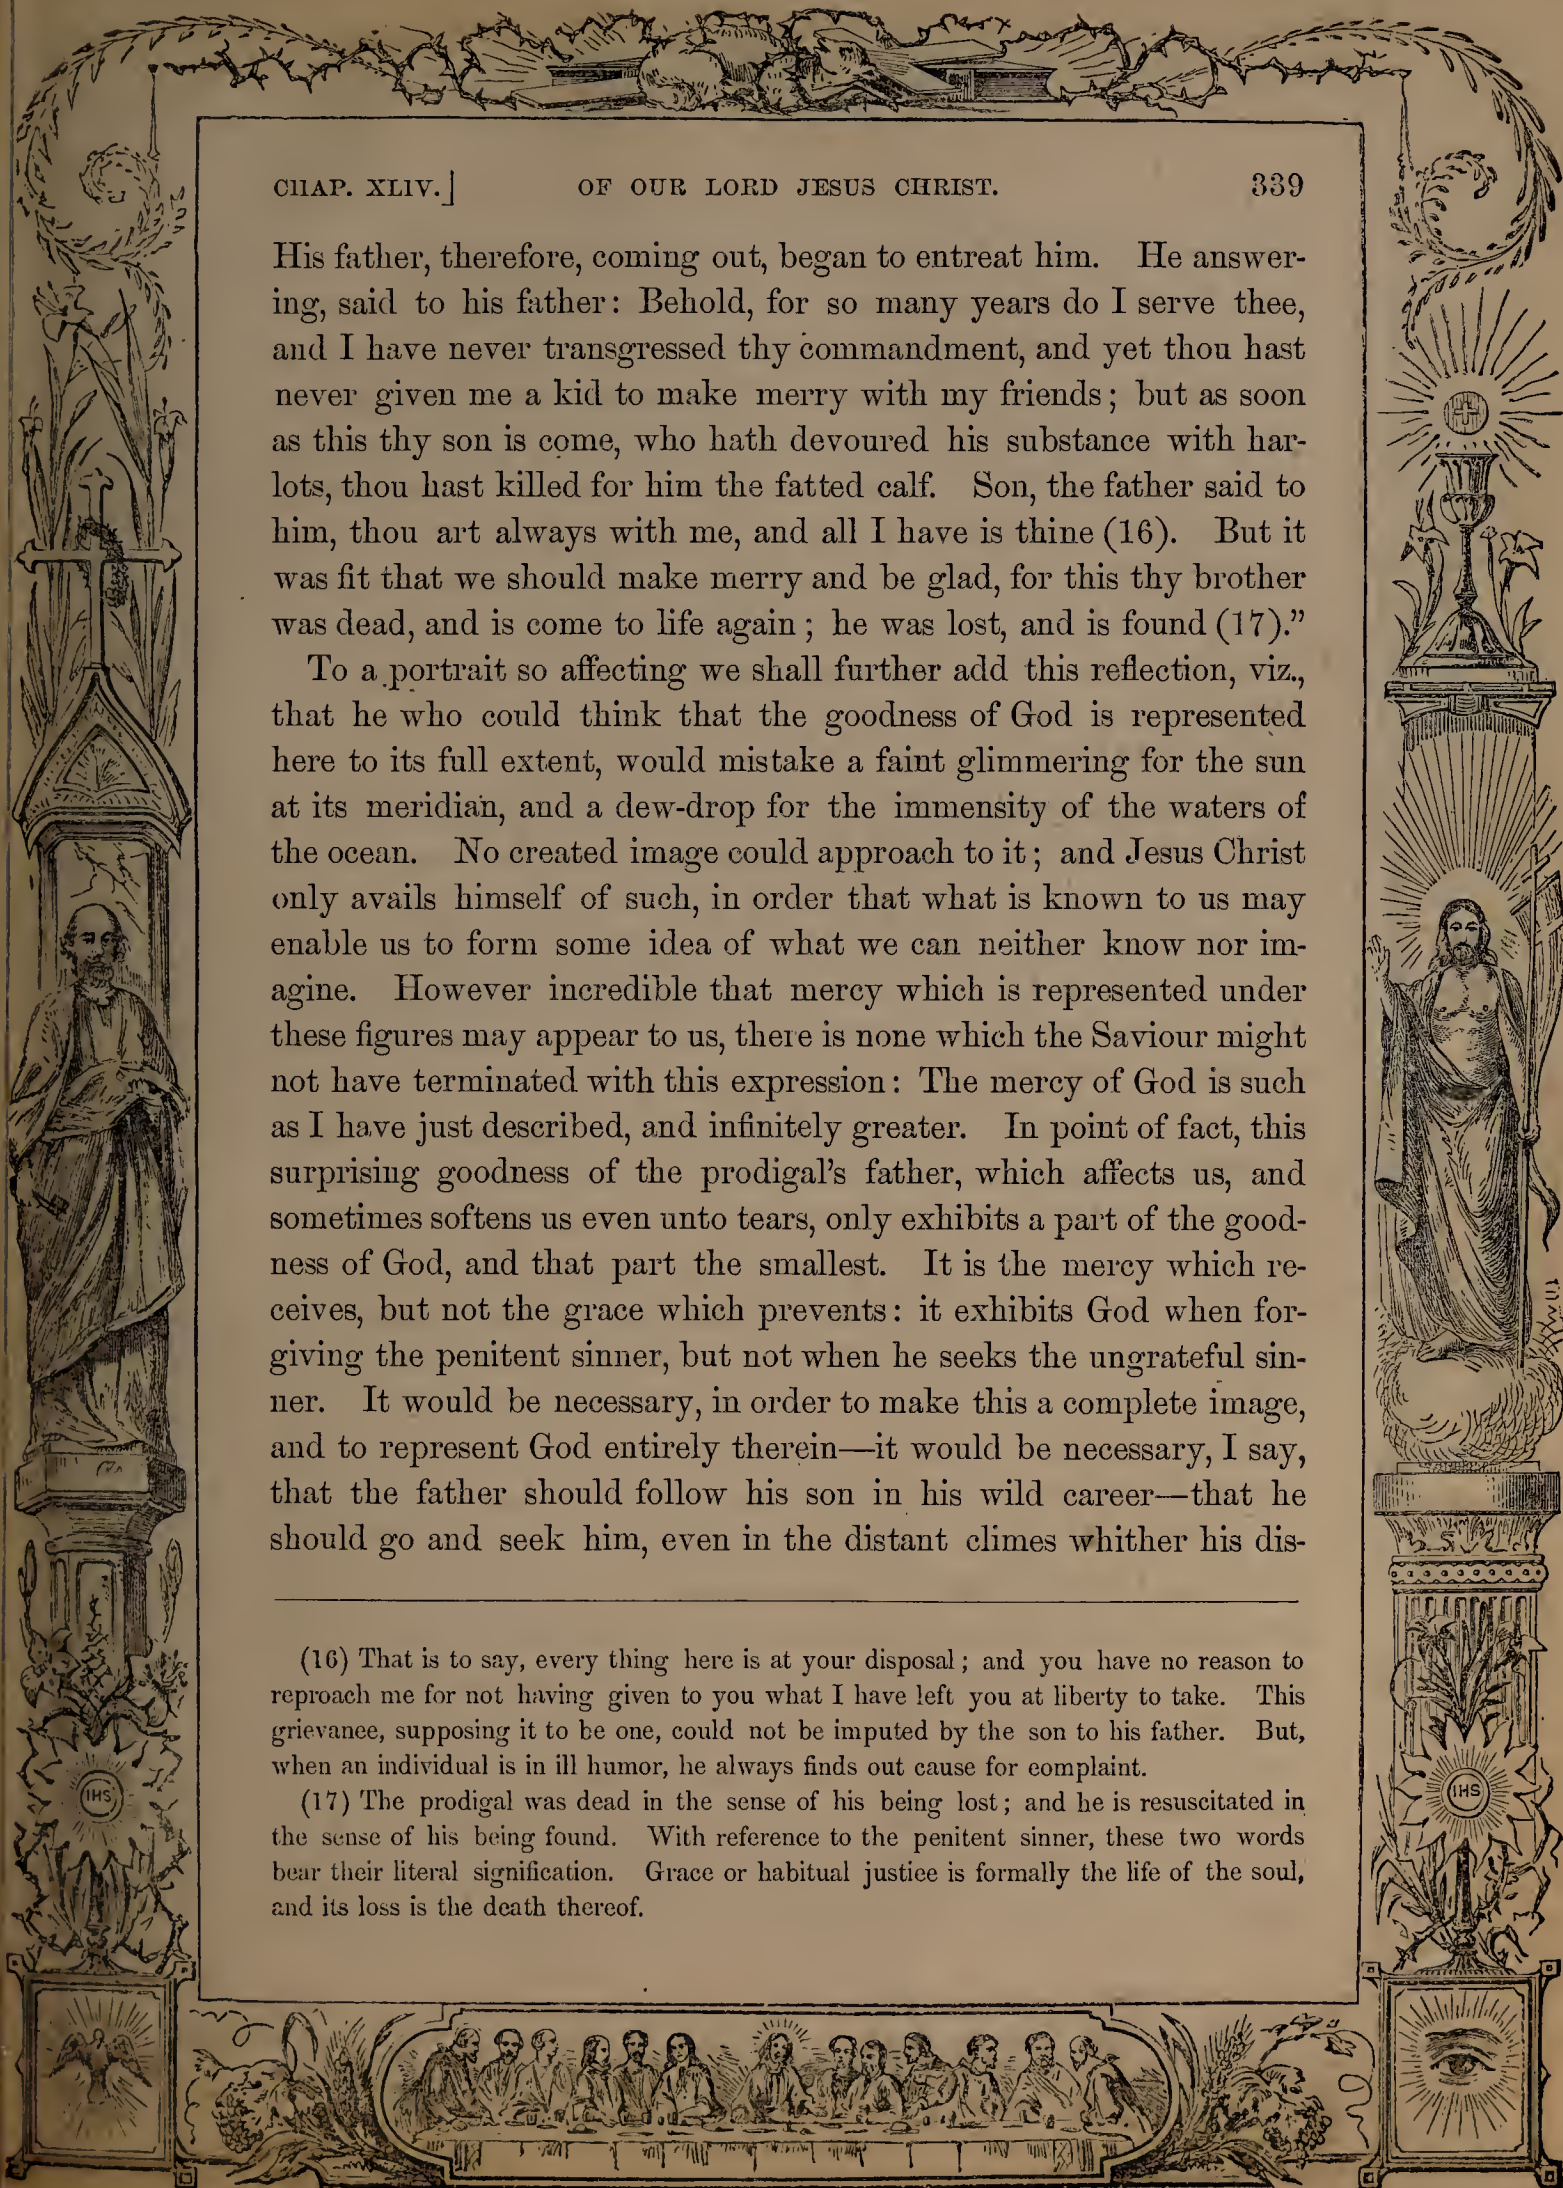 CHAP. XLIV.] OF OUR LORD JESUS CHRIST. 339
His father, therefore, coming out, began to entreat him. He answer-
ing, said to his father: Behold, for so many years do I serve thee,
and I have never transgressed thy commandment, and yet thou hast
never given me a kid to make merry with my friends; but as soon
as this thy son is come, who hath devoured his substance with har-
lots, thou hast killed for him the fatted calf. Son, the father said to
him, thou art always with me, and all I have is thine (16). But it
was fit that we should make merry and be glad, for this thy brother
was dead, and is come to life again; he was lost, and is found (17).”
To a portrait so affecting we shall further add this reflection, viz.,
that he who could think that the goodness of God is represented
here to its full extent, would mistake a faint glimmering for the sun
at its meridian, and a dew-drop for the immensity of the waters of
the ocean. No created image could approach to it; and Jesus Christ
only avails himself of such, in order that what is known to us may
enable us to form some idea of what we can neither know nor im-
agine. However incredible that mercy which is represented under
these figures may appear to us, there is none which the Saviour might
not have terminated with this expression: The mercy of God is such
as I have just described, and infinitely greater. In point of fact, this
surprising goodness of the prodigal’s father, which affects us, and
sometimes softens us even unto tears, only exhibits a part of the good-
ness of God, and that part the smallest. It is the mercy which re-
ceives, but not the grace which prevents: it exhibits God when for-
giving the penitent sinner, but not when he seeks the ungrateful sin-
ner. It would be necessary, in order to make this a complete image,
and to represent God entirely therein—it would be necessary, I say,
that the father should follow his son in his wild career—that he
should go and seek him, even in the distant climes whither his dis-
(16) That is to say, every thing here is at your disposal; and you have no reason to
reproach me for not having given to you what I have left you at liberty to take. This
grievance, supposing it to be one, could not be imputed by the son to his father. But,
when an individual is in ill humor, he always finds out cause for complaint.
(17) The prodigal was dead in the sense of his being lost; and he is resuscitated in
the sense of his being found. With reference to the penitent sinner, these two words
bear their literal signification. Grace or habitual justice is formally the life of the soul,
and its loss is the death thereof.
IHS
IHS